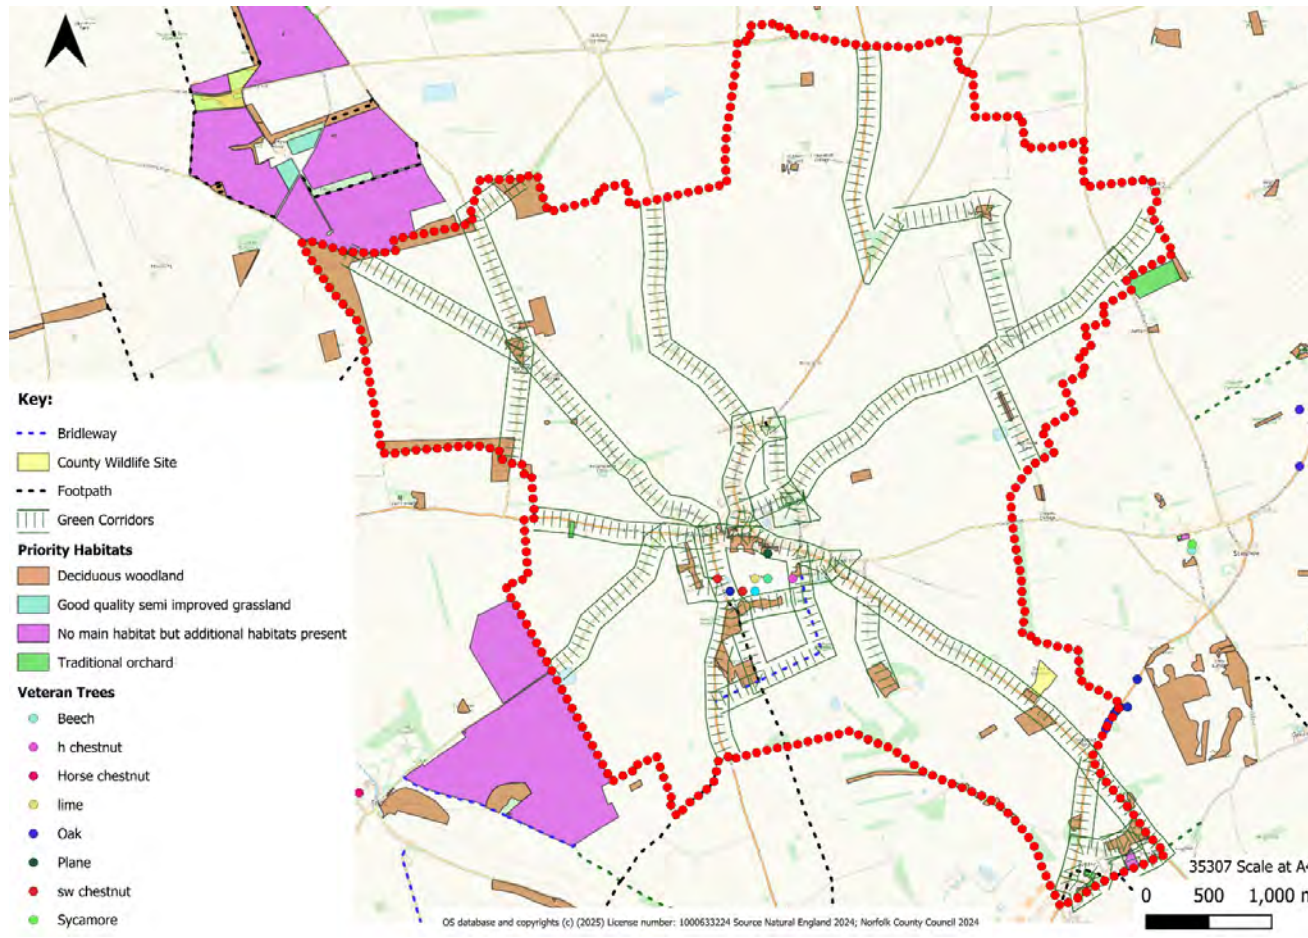 Key:
Bridleway
County Wildlife Site
Footpath
Green Corridors
Priority Habitats
Deciduous woodland
Good quality semi improved grassland
No main habitat but additional habitats present
Traditional orchard
Veteran Trees
Beech
h chestnut
Horse chestnut
lime
Oak
Plane
sw chestnut
Sycamore
35307 Scale at A4
0 500 1,000 m
OS database and copyrights (c) (2025) License number: 1000633224 Source Natural England 2024; Norfolk County Council 2024